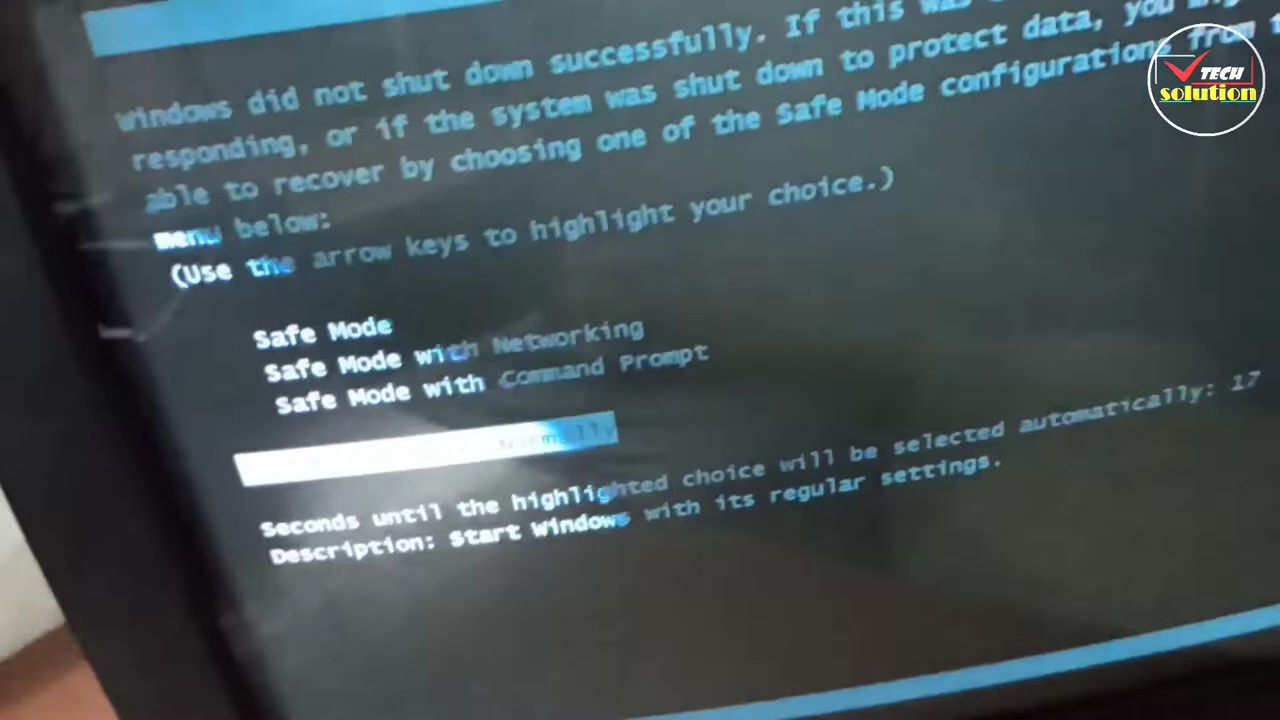 Windows did not shut down successfully. If this was
responding, or if the system was shut down to protect data, you
able to recover by choosing one of the Safe Mode configurations from
menu below:
(Use the arrow keys to highlight your choice.)
Safe Mode
Safe Mode with Networking
Safe Mode with Command Prompt
Normally
Seconds until the highlighted choice will be selected automatically: 17
Description: Start Windows with its regular settings.
TECH
solution